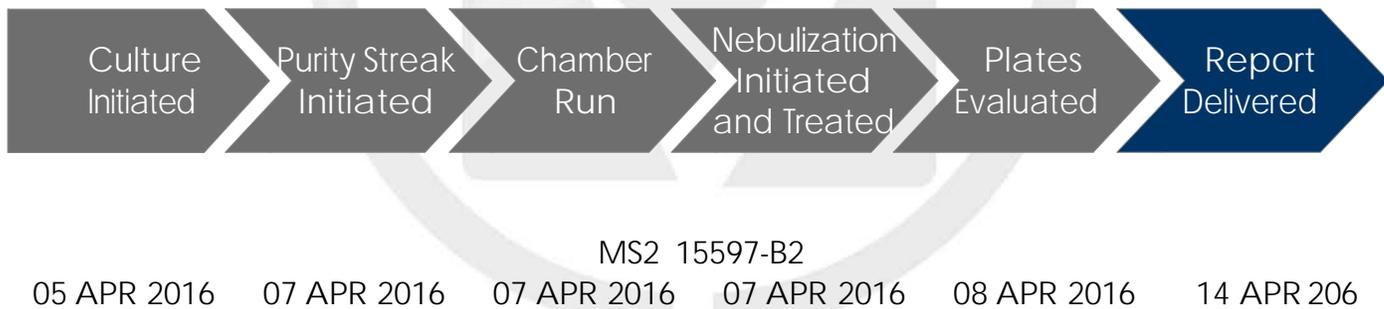 Culture
Initiated
Purity Streak
Initiated
Chamber
Run
Nebulization
Initiated
and Treated
Plates
Evaluated
Report
Delivered
MS2 15597-B2
05 APR 2016 07 APR 2016 07 APR 2016 07 APR 2016 08 APR 2016 14 APR 206